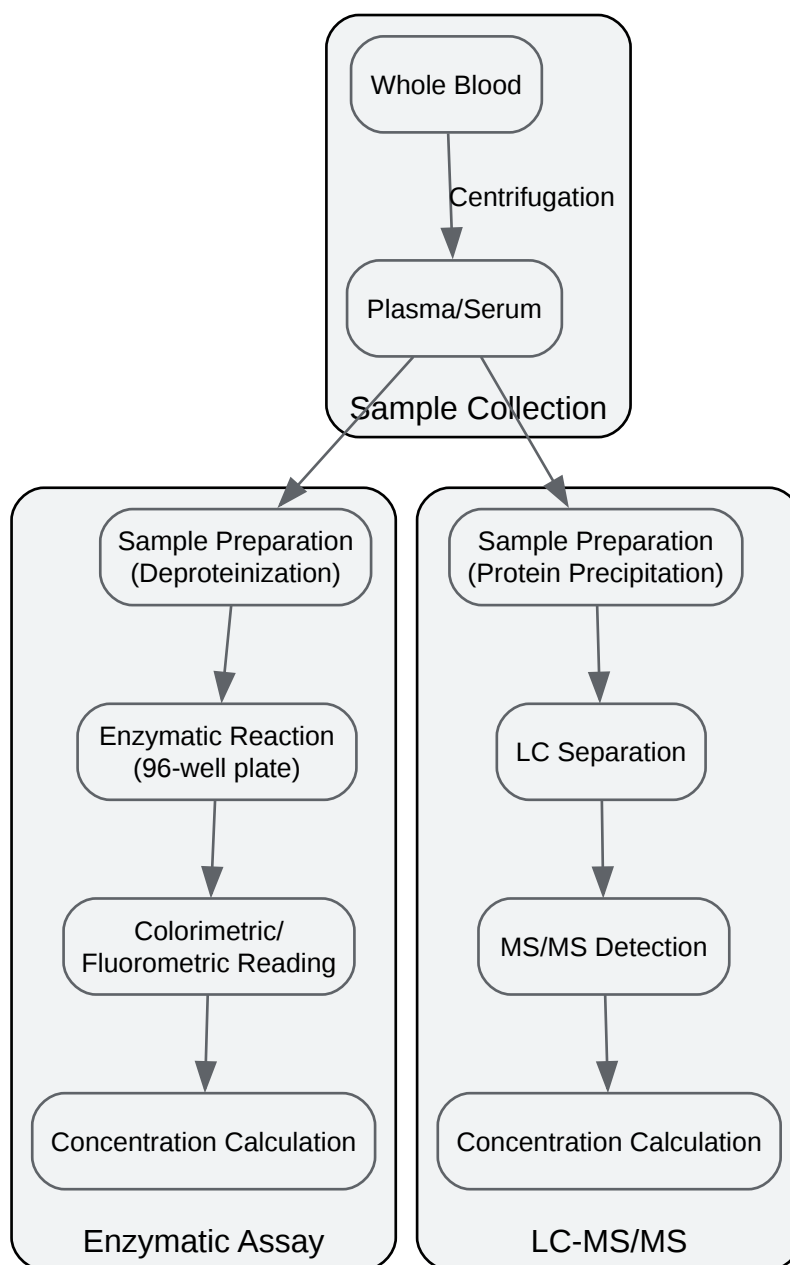 Whole Blood
Centrifugation
Plasma/Serum
Sample Collection
Sample Preparation
(Deproteinization)
Enzymatic Reaction
(96-well plate)
Colorimetric/
Fluorometric Reading
Concentration Calculation
Enzymatic Assay
Sample Preparation
(Protein Precipitation)
LC Separation
MS/MS Detection
Concentration Calculation
LC-MS/MS